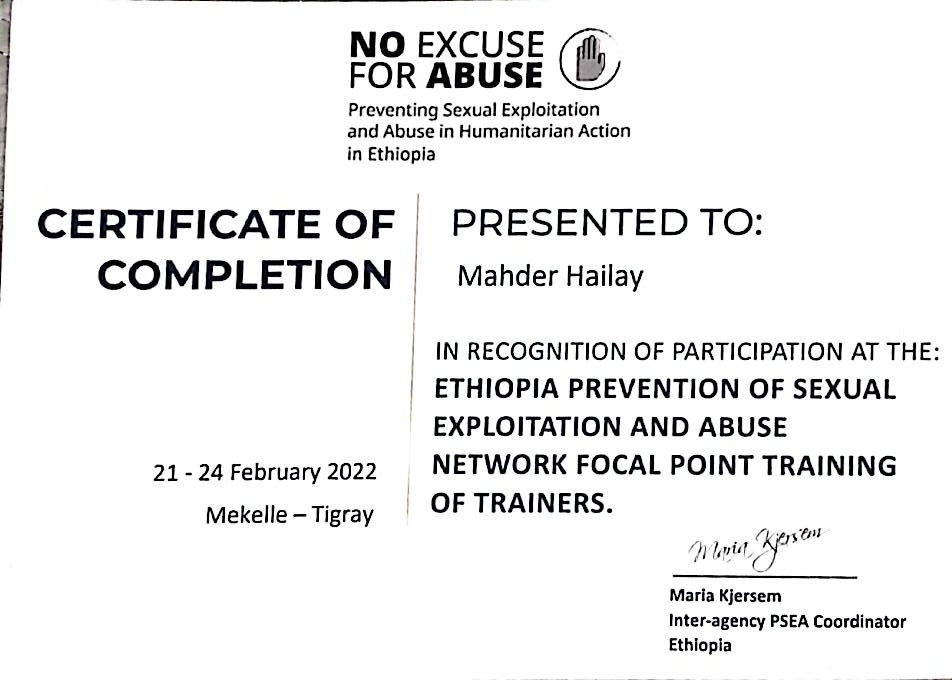 NO EXCUSE
FOR ABUSE
Preventing Sexual Exploitation
and Abuse in Humanitarian Action
in Ethiopia
CERTIFICATE OF
COMPLETION
21 - 24 February 2022
Mekelle – Tigray
PRESENTED TO:
Mahder Hailay
IN RECOGNITION OF PARTICIPATION AT THE:
ETHIOPIA PREVENTION OF SEXUAL
EXPLOITATION AND ABUSE
NETWORK FOCAL POINT TRAINING
OF TRAINERS.
Maria Kjersem
Maria Kjersem
Inter-agency PSEA Coordinator
Ethiopia